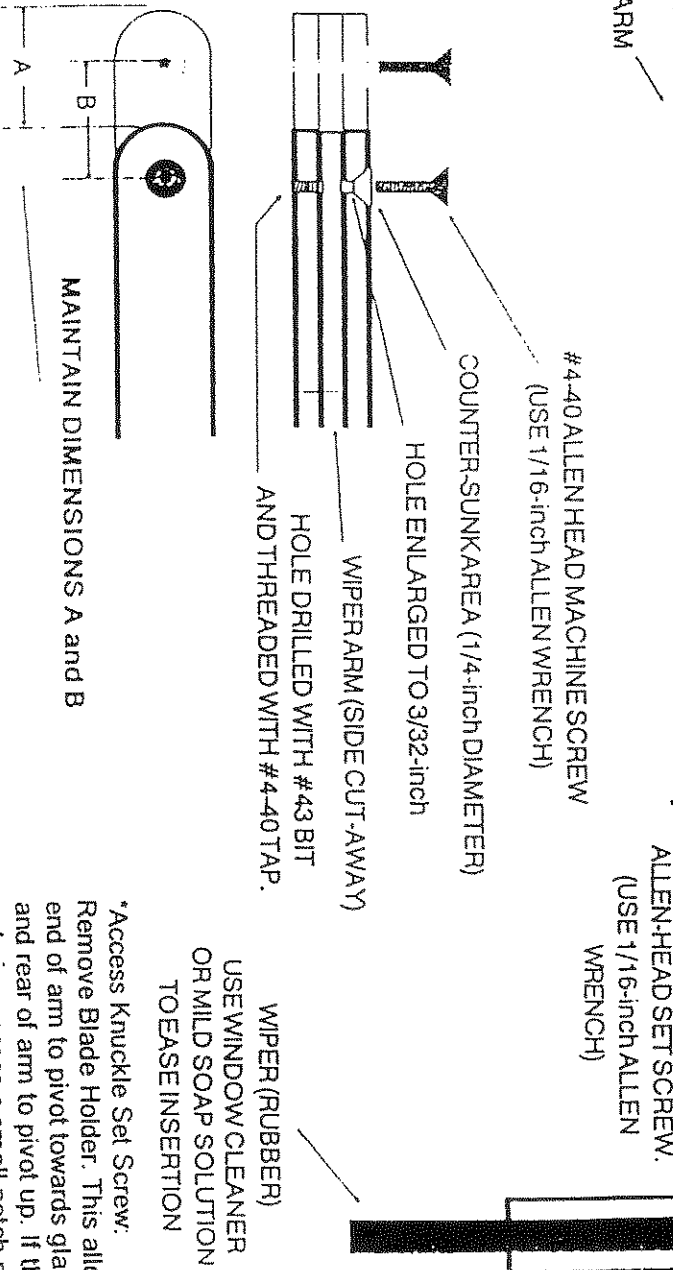 ARM
#4-40 ALLEN HEAD MACHINE SCREW
(USE 1/16-inch ALLEN WRENCH)
COUNTER-SUNK AREA (1/4-inch DIAMETER)
HOLE ENLARGED TO 3/32-inch
WIPER ARM (SIDE CUT-AWAY)
HOLE DRILLED WITH #43 BIT
AND THREADED WITH #4-40 TAP.
A
B
MAINTAIN DIMENSIONS A and B
ALLEN-HEAD SET SCREW.
(USE 1/16-inch ALLEN
WRENCH)
WIPER (RUBBER)
USE WINDOW CLEANER
OR MILD SOAP SOLUTION
TO EASE INSERTION
*Access Knuckle Set Screw:
Remove Blade Holder. This
end of arm to pivot towards
and rear of arm to pivot up. If
a small notch